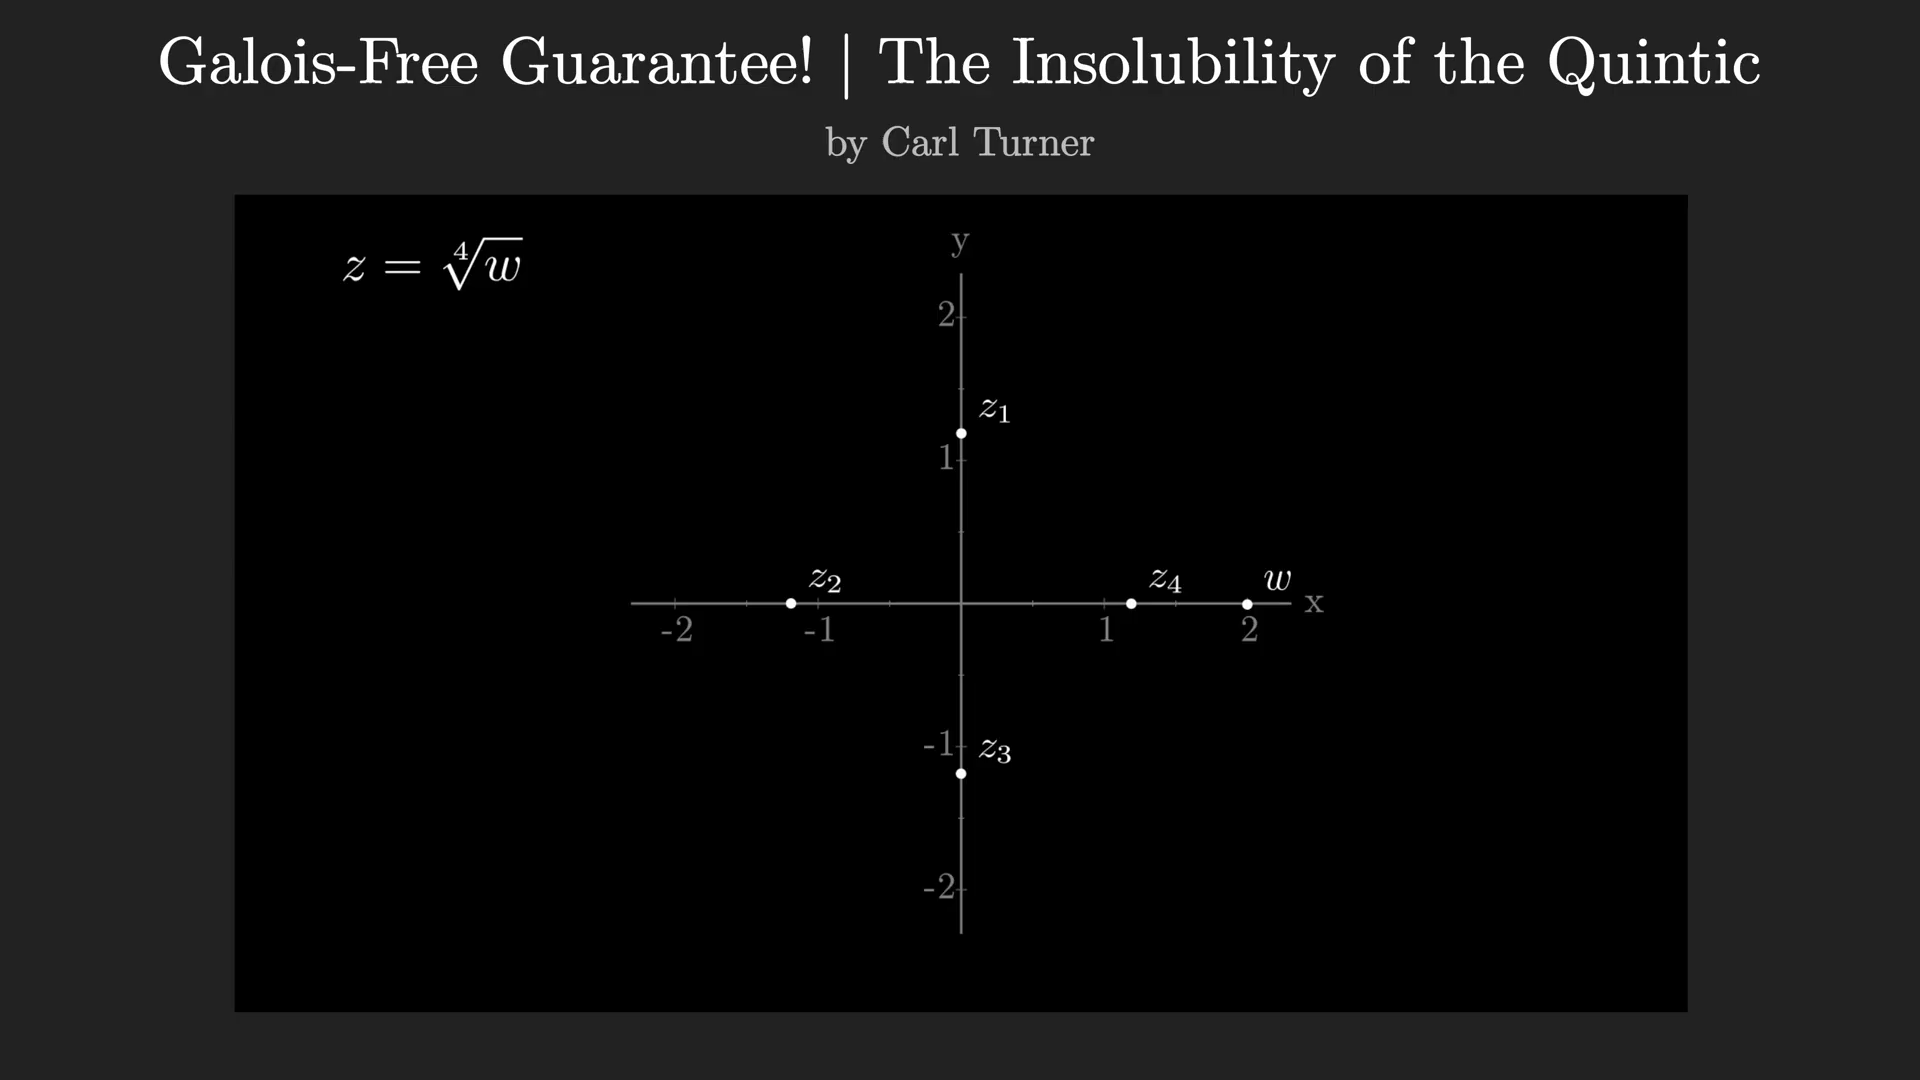 Galois-Free Guarantee! | The Insolubility of the Quintic
by Carl Turner
z = ∜w
y
2
z₁
1
z₂
z₄
w
x
-2
-1
1
2
-1
z₃
-2